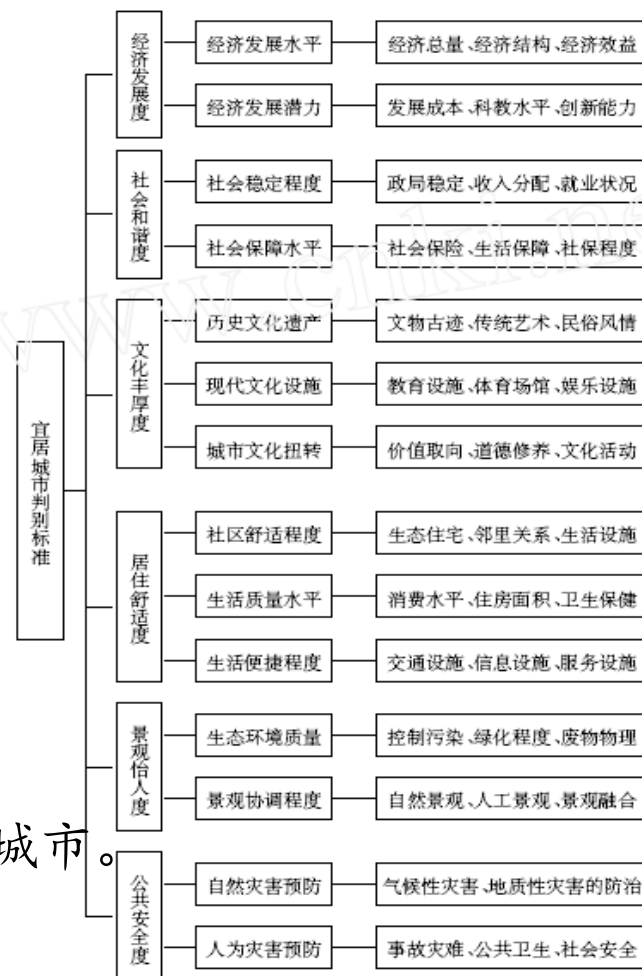 宜居城市判别标准
经济发展度
经济发展水平
经济总量、经济结构、经济效益
经济发展潜力
发展成本、科教水平、创新能力
社会和谐度
社会稳定程度
政局稳定、收入分配、就业状况
社会保障水平
社会保险、生活保障、社保程度
文化丰厚度
历史文化遗产
文物古迹、传统艺术、民俗风情
现代文化设施
教育设施、体育场馆、娱乐设施
城市文化扭转
价值取向、道德修养、文化活动
居住舒适度
社区舒适程度
生态住宅、邻里关系、生活设施
生活质量水平
消费水平、住房面积、卫生保健
生活便捷程度
交通设施、信息设施、服务设施
景观怡人度
生态环境质量
控制污染、绿化程度、废物物理
景观协调程度
自然景观、人工景观、景观融合
城市。
公共安全度
自然灾害预防
气候性灾害、地质性灾害的防治
人为灾害预防
事故灾难、公共卫生、社会安全
www.cnki.ne